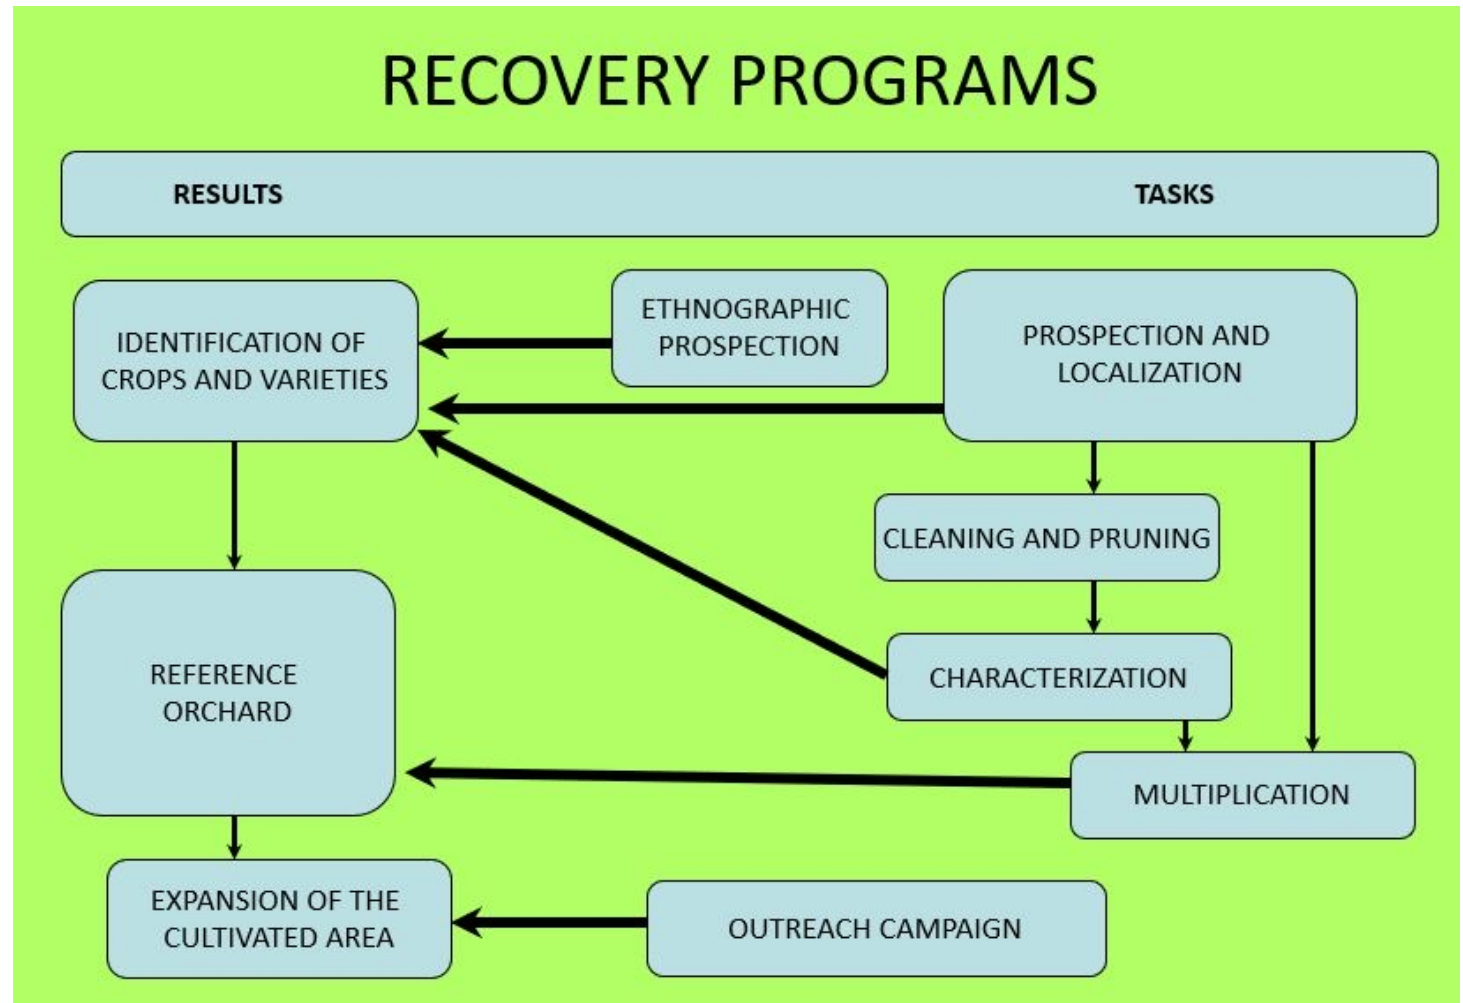 RECOVERY PROGRAMS
RESULTS
TASKS
IDENTIFICATION OF
CROPS AND VARIETIES
ETHNOGRAPHIC
PROSPECTION
PROSPECTION AND
LOCALIZATION
CLEANING AND PRUNING
REFERENCE
ORCHARD
CHARACTERIZATION
MULTIPLICATION
EXPANSION OF THE
CULTIVATED AREA
OUTREACH CAMPAIGN